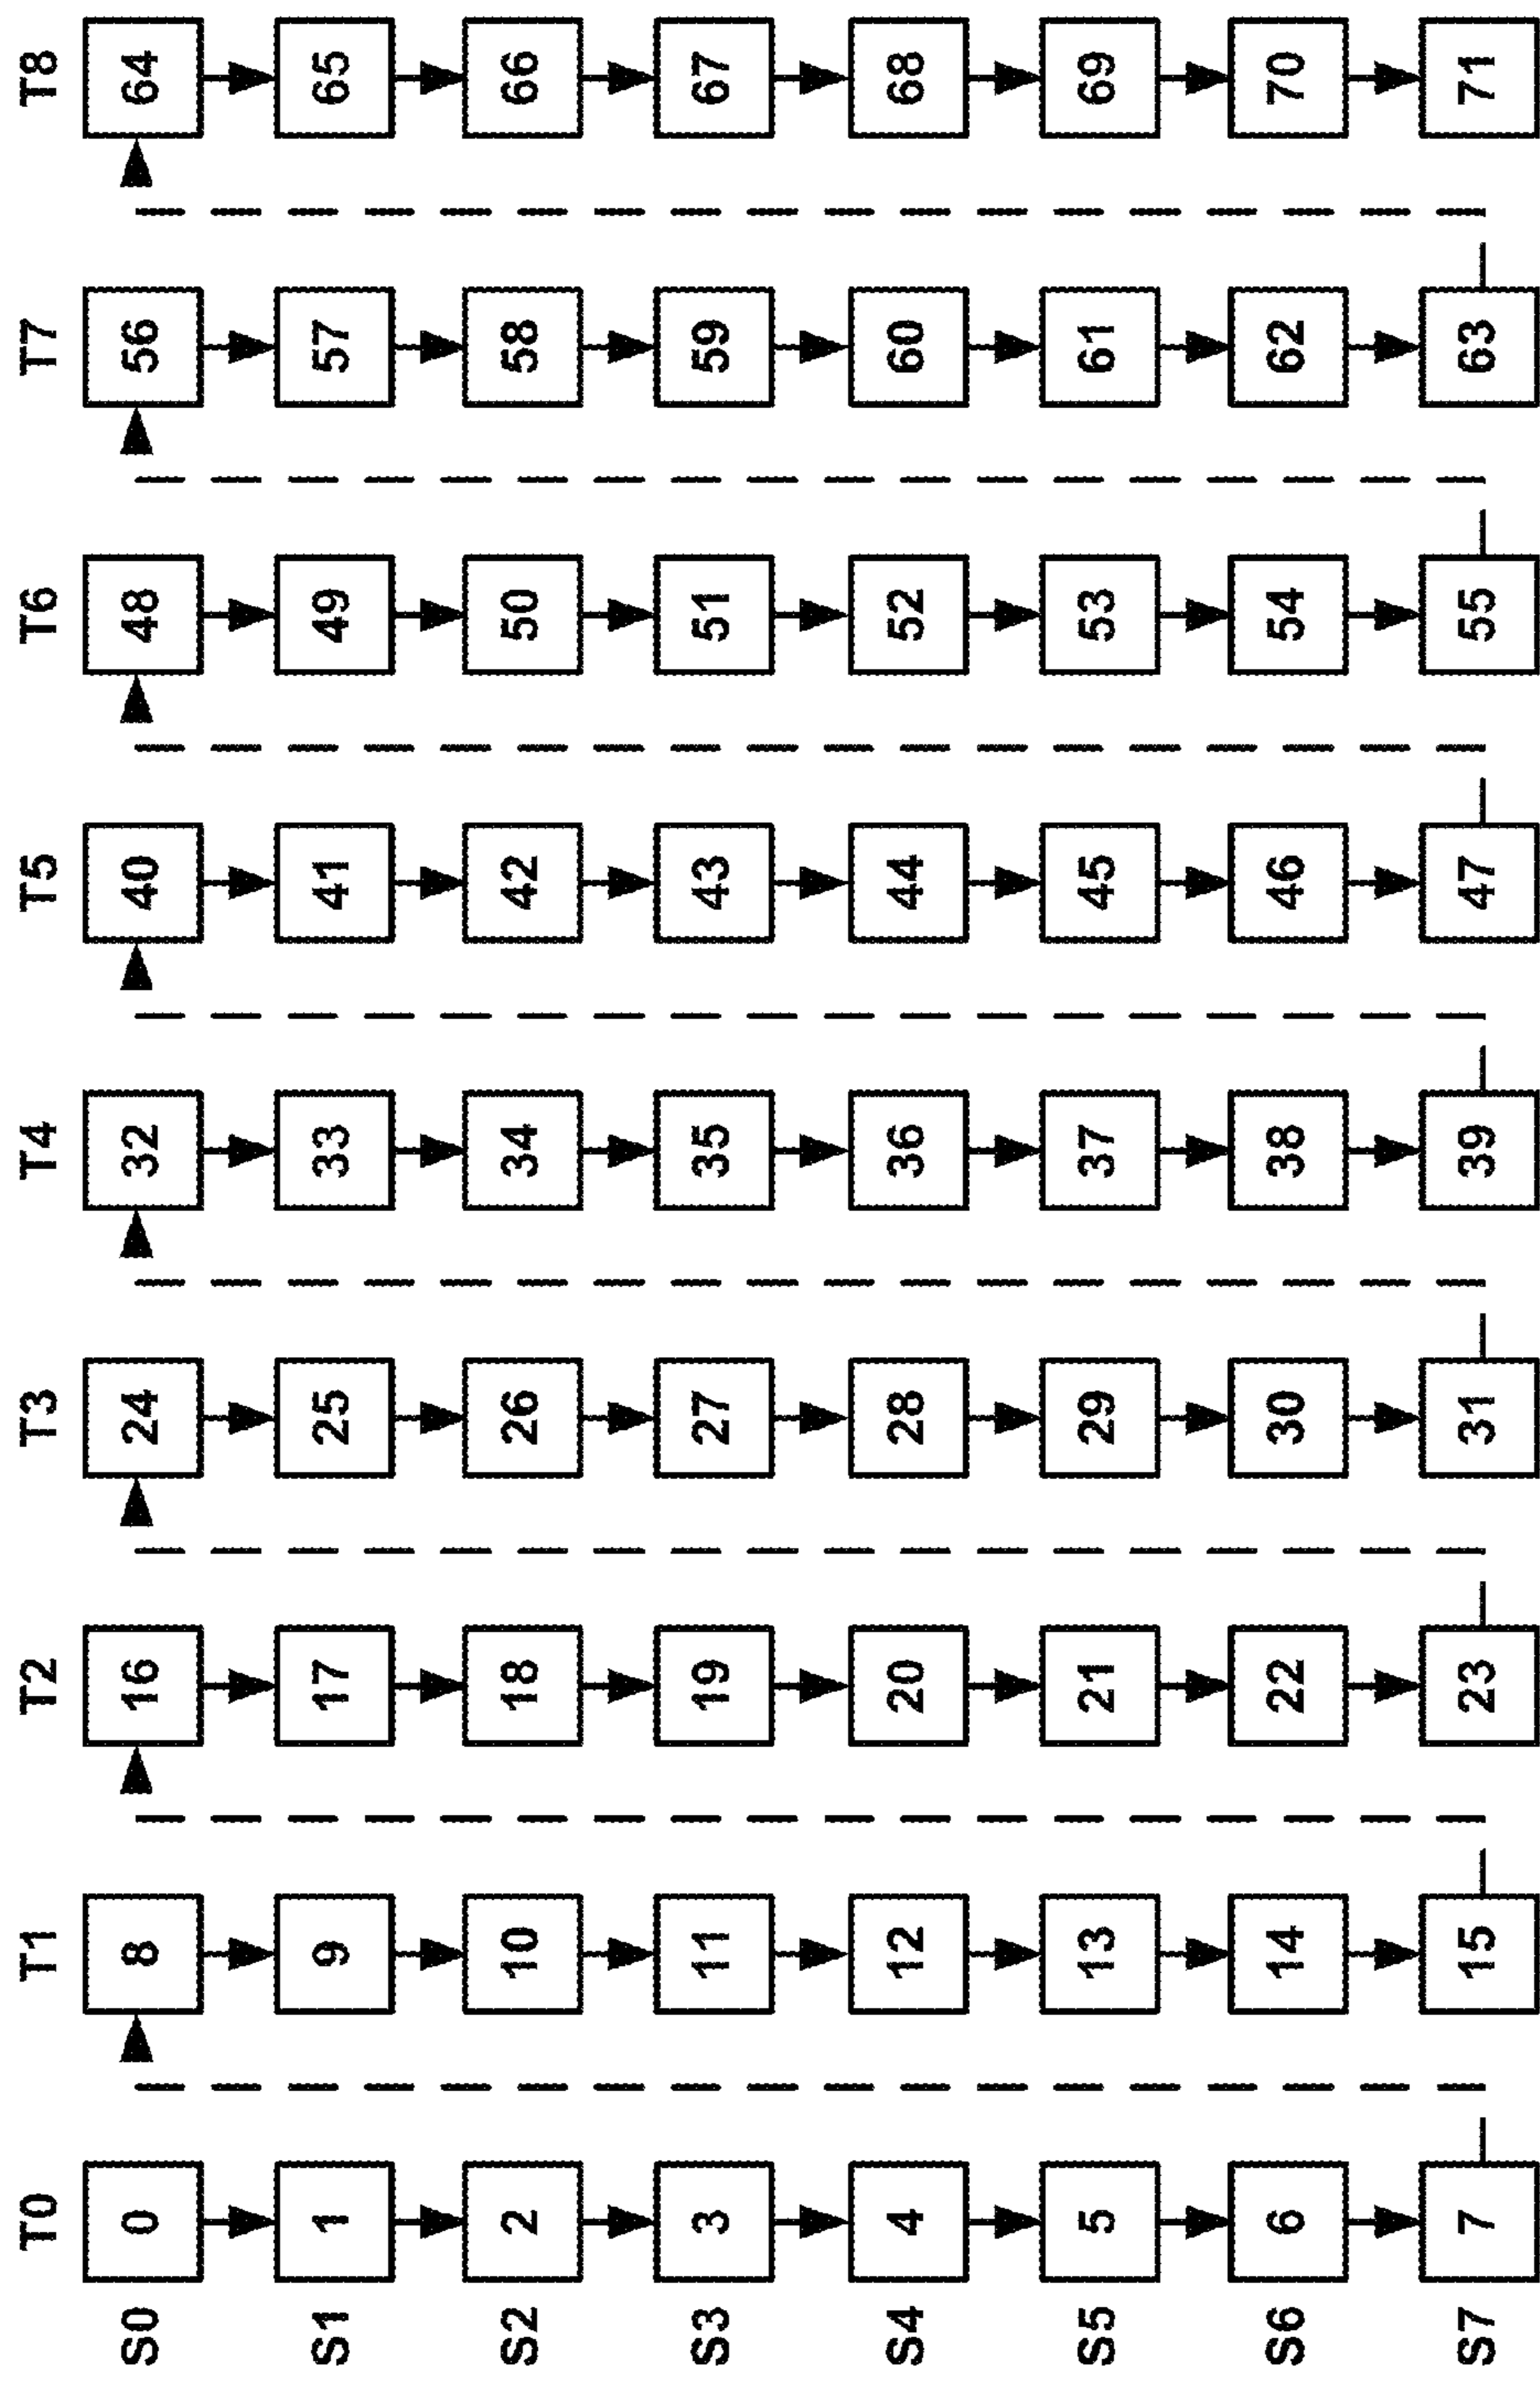 T0 T1 T2 T3 T4 T5 T6 T7 T8
S0 0 8 16 24 32 40 48 56 64
S1 1 9 17 25 33 41 49 57 65
S2 2 10 18 26 34 42 50 58 66
S3 3 11 19 27 35 43 51 59 67
S4 4 12 20 28 36 44 52 60 68
S5 5 13 21 29 37 45 53 61 69
S6 6 14 22 30 38 46 54 62 70
S7 7 15 23 31 39 47 55 63 71